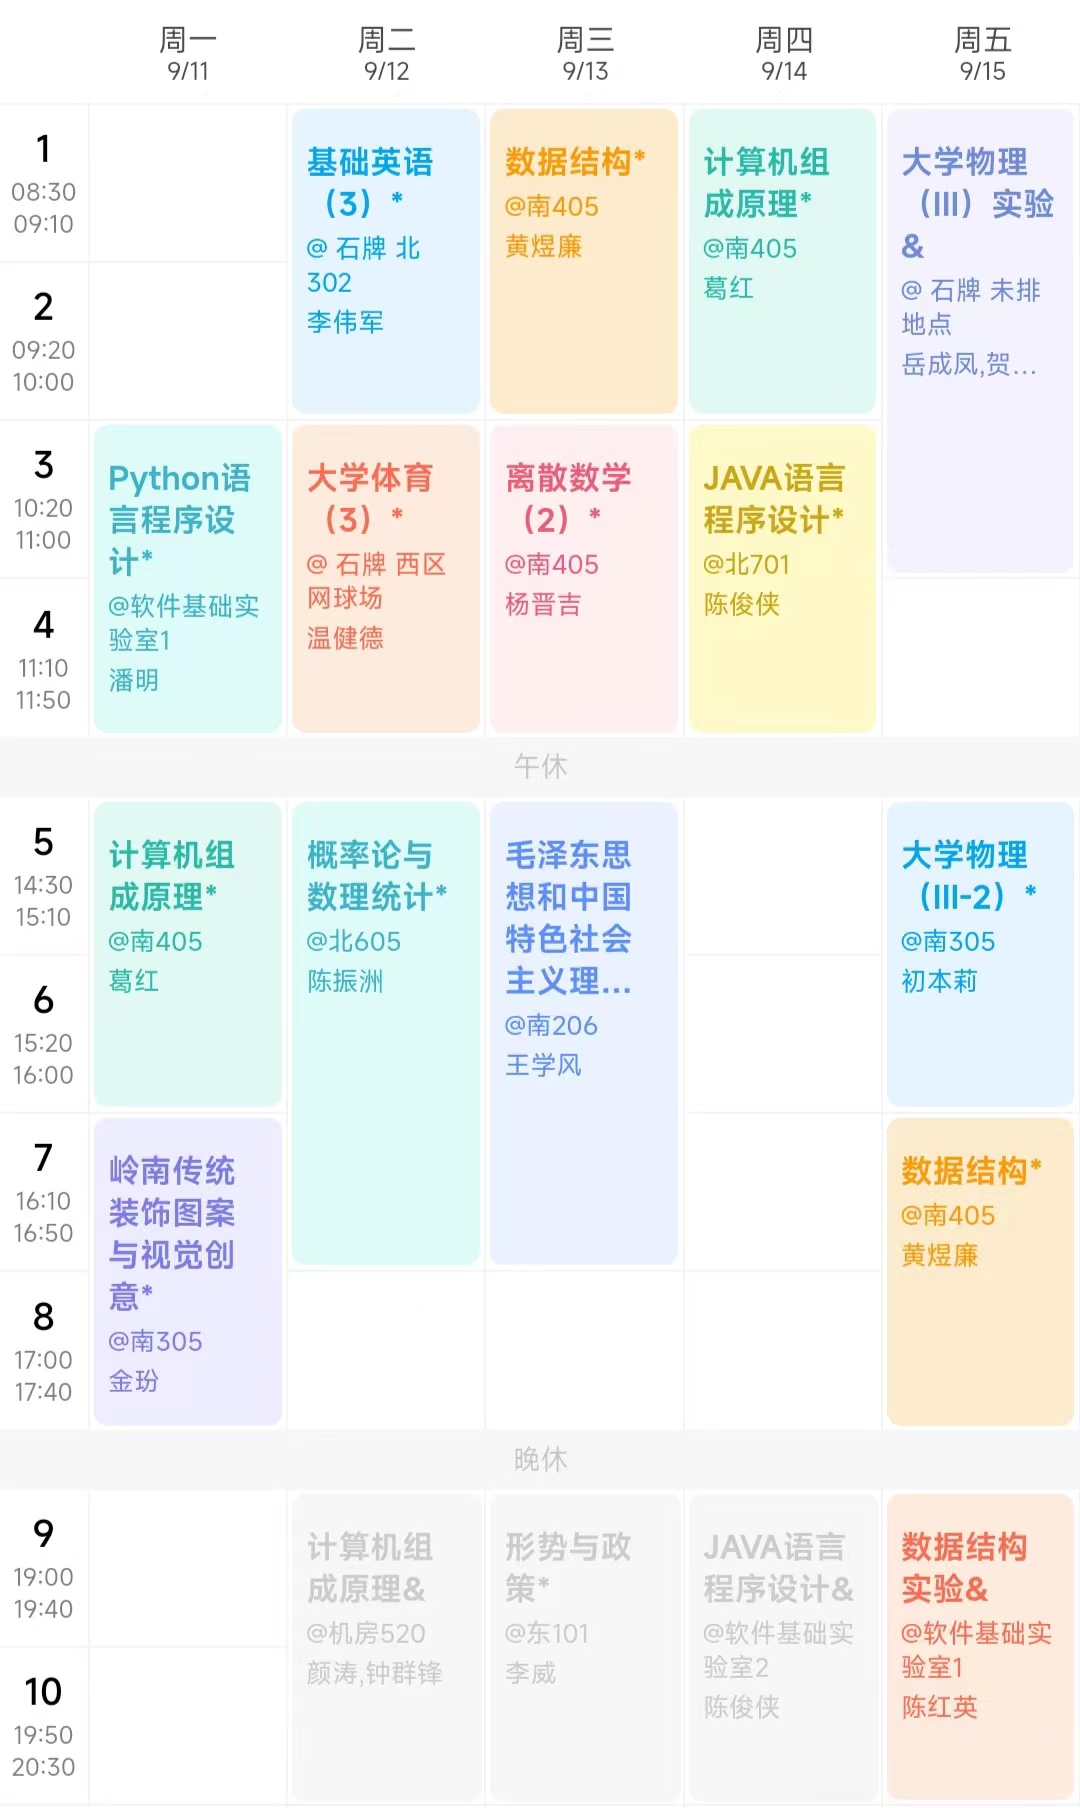 周一
9/11
周二
9/12
周三
9/13
周四
9/14
周五
9/15
1
08:30
09:10
基础英语
（3）*
@ 石牌 北
302
李伟军
数据结构*
@南405
黄煜廉
计算机组
成原理*
@南405
葛红
大学物理
（III）实验
&
@ 石牌 未排
地点
岳成凤,贺...
2
09:20
10:00
3
10:20
11:00
Python语
言程序设
计*
@软件基础实
验室1
潘明
大学体育
（3）*
@ 石牌 西区
网球场
温健德
离散数学
（2）*
@南405
杨晋吉
JAVA语言
程序设计*
@北701
陈俊侠
4
11:10
11:50
午休
5
14:30
15:10
计算机组
成原理*
@南405
葛红
概率论与
数理统计*
@北605
陈振洲
毛泽东思
想和中国
特色社会
主义理...
@南206
王学风
大学物理
（III-2）*
@南305
初本莉
6
15:20
16:00
7
16:10
16:50
岭南传统
装饰图案
与视觉创
意*
@南305
金玢
数据结构*
@南405
黄煜廉
8
17:00
17:40
晚休
9
19:00
19:40
计算机组
成原理&
@机房520
颜涛,钟群锋
形势与政
策*
@东101
李威
JAVA语言
程序设计&
@软件基础实
验室2
陈俊侠
数据结构
实验&
@软件基础实
验室1
陈红英
10
19:50
20:30